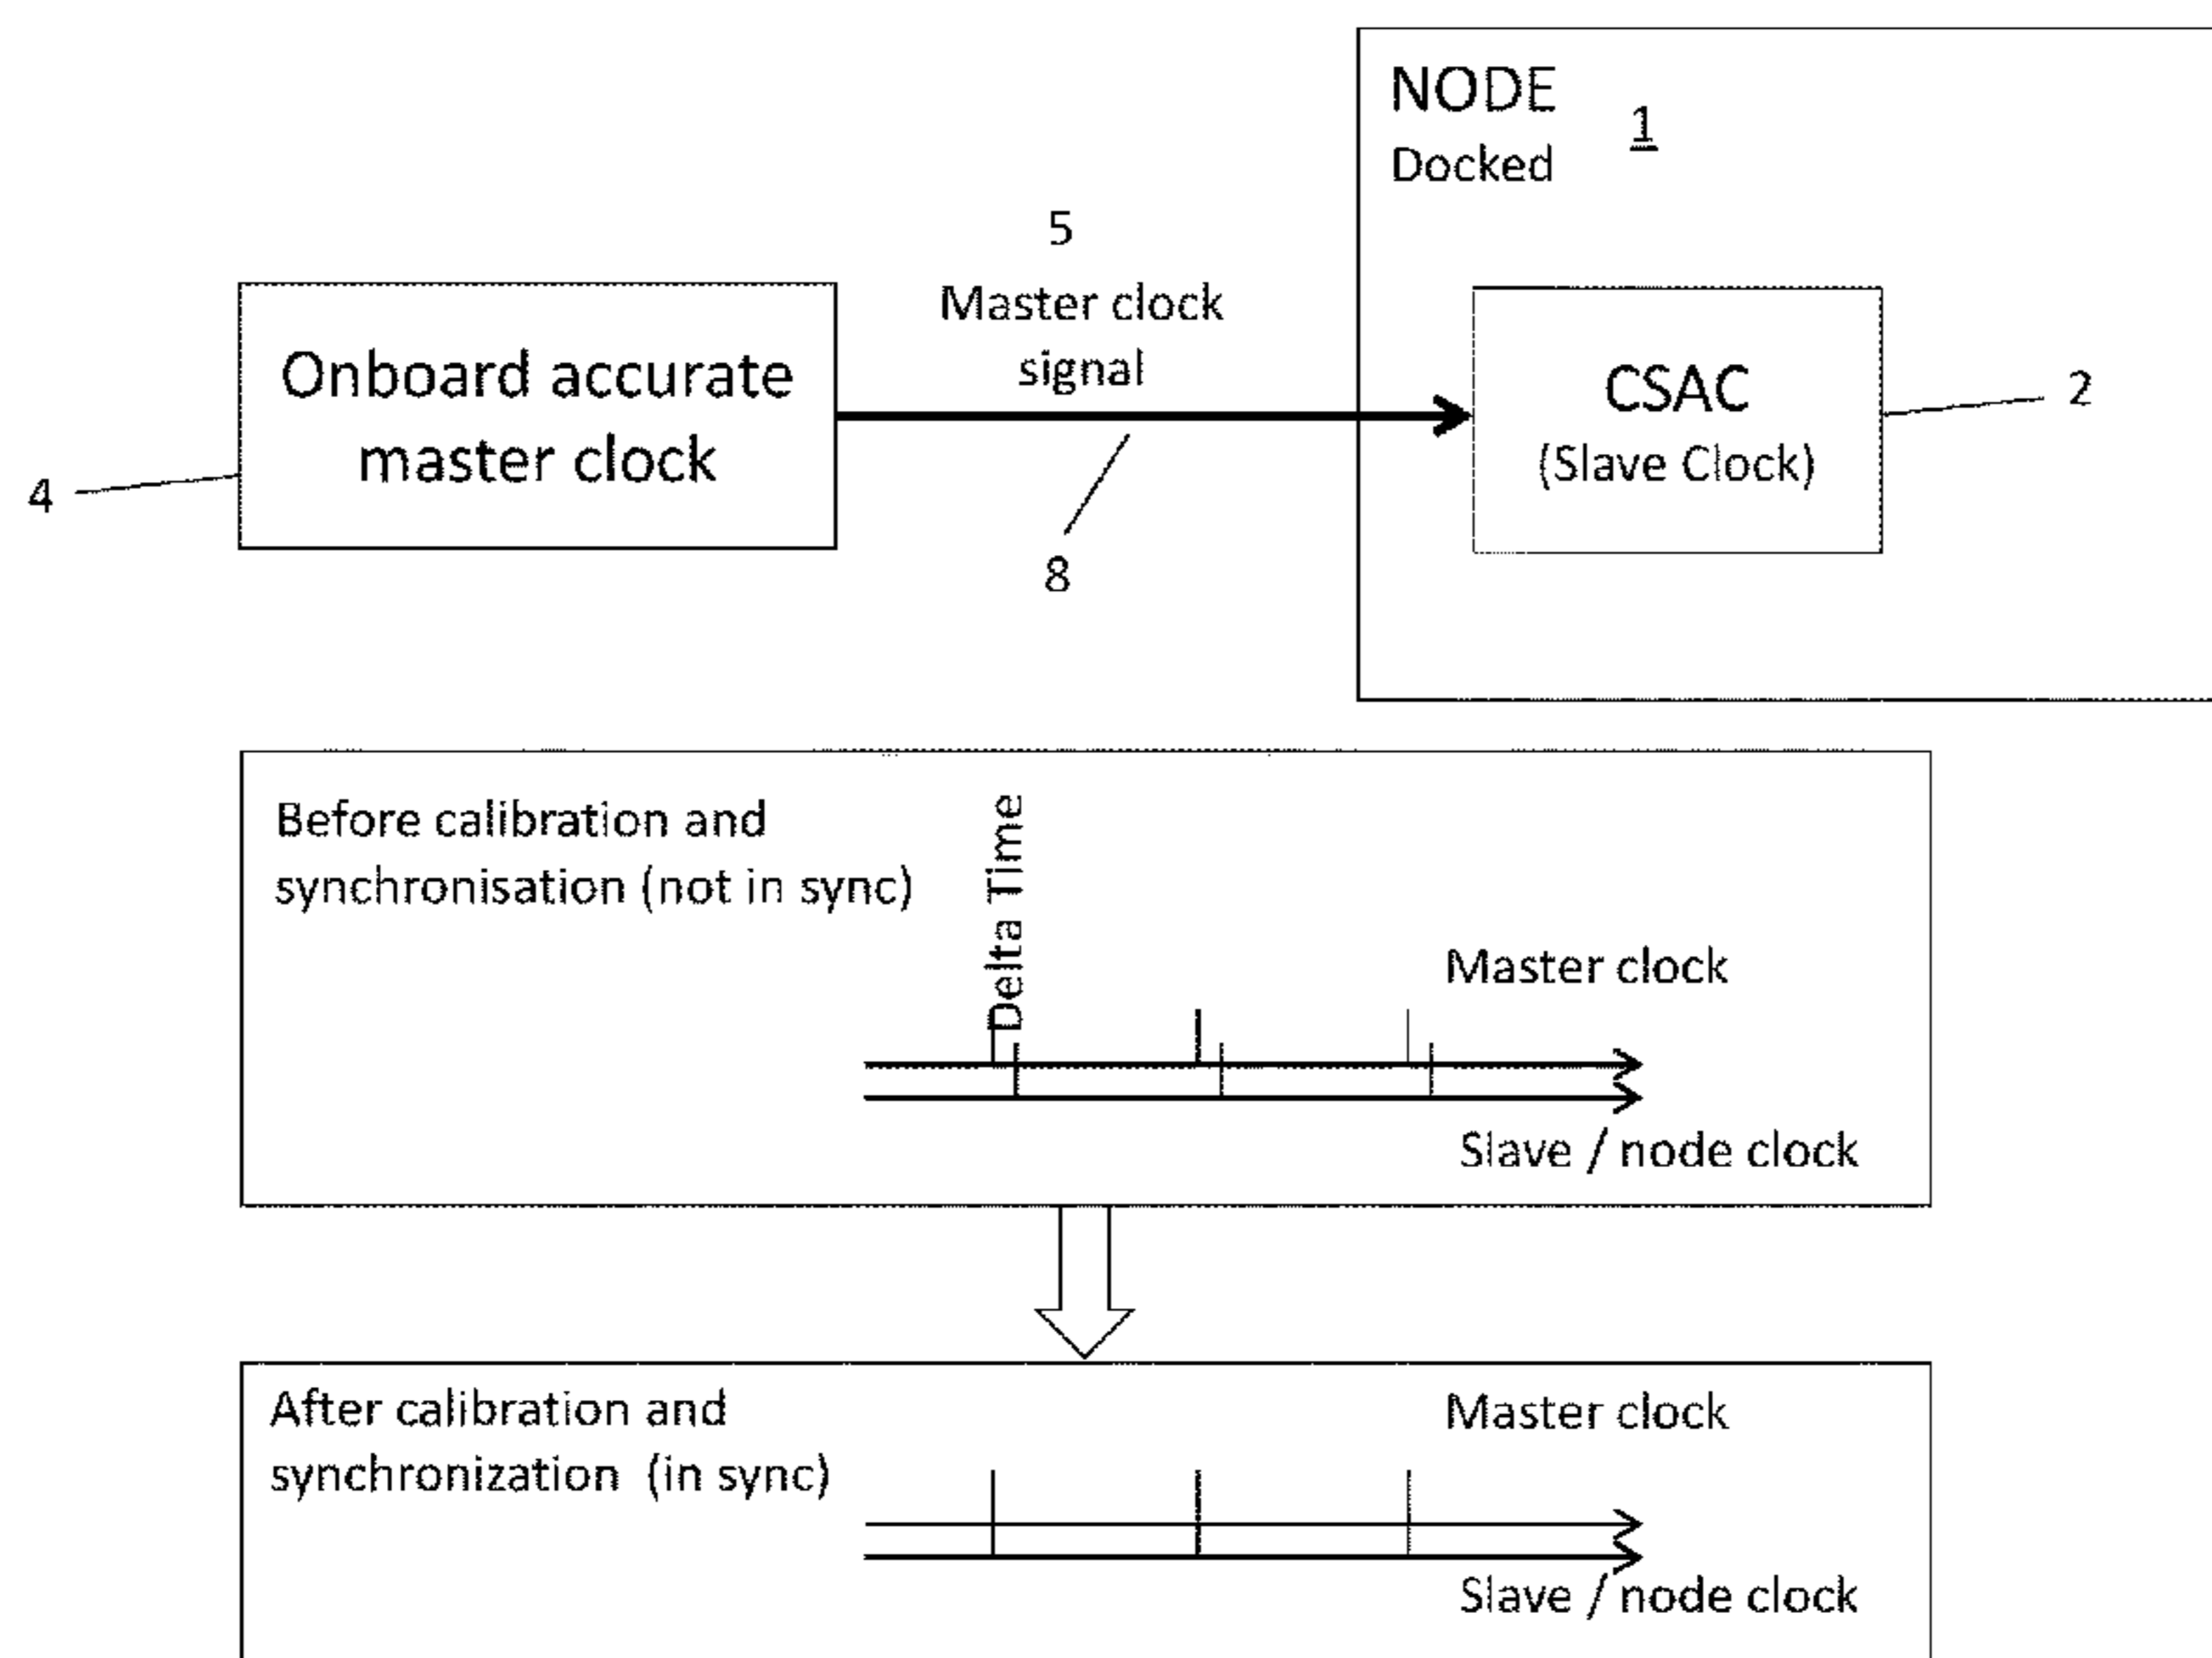 NODE
1
Docked
5
Master clock
signal
Onboard accurate
master clock
4
8
CSAC
(Slave Clock)
2
Before calibration and
synchronisation (not in sync)
Delta Time
Master clock
Slave / node clock
After calibration and
synchronization (in sync)
Master clock
Slave / node clock